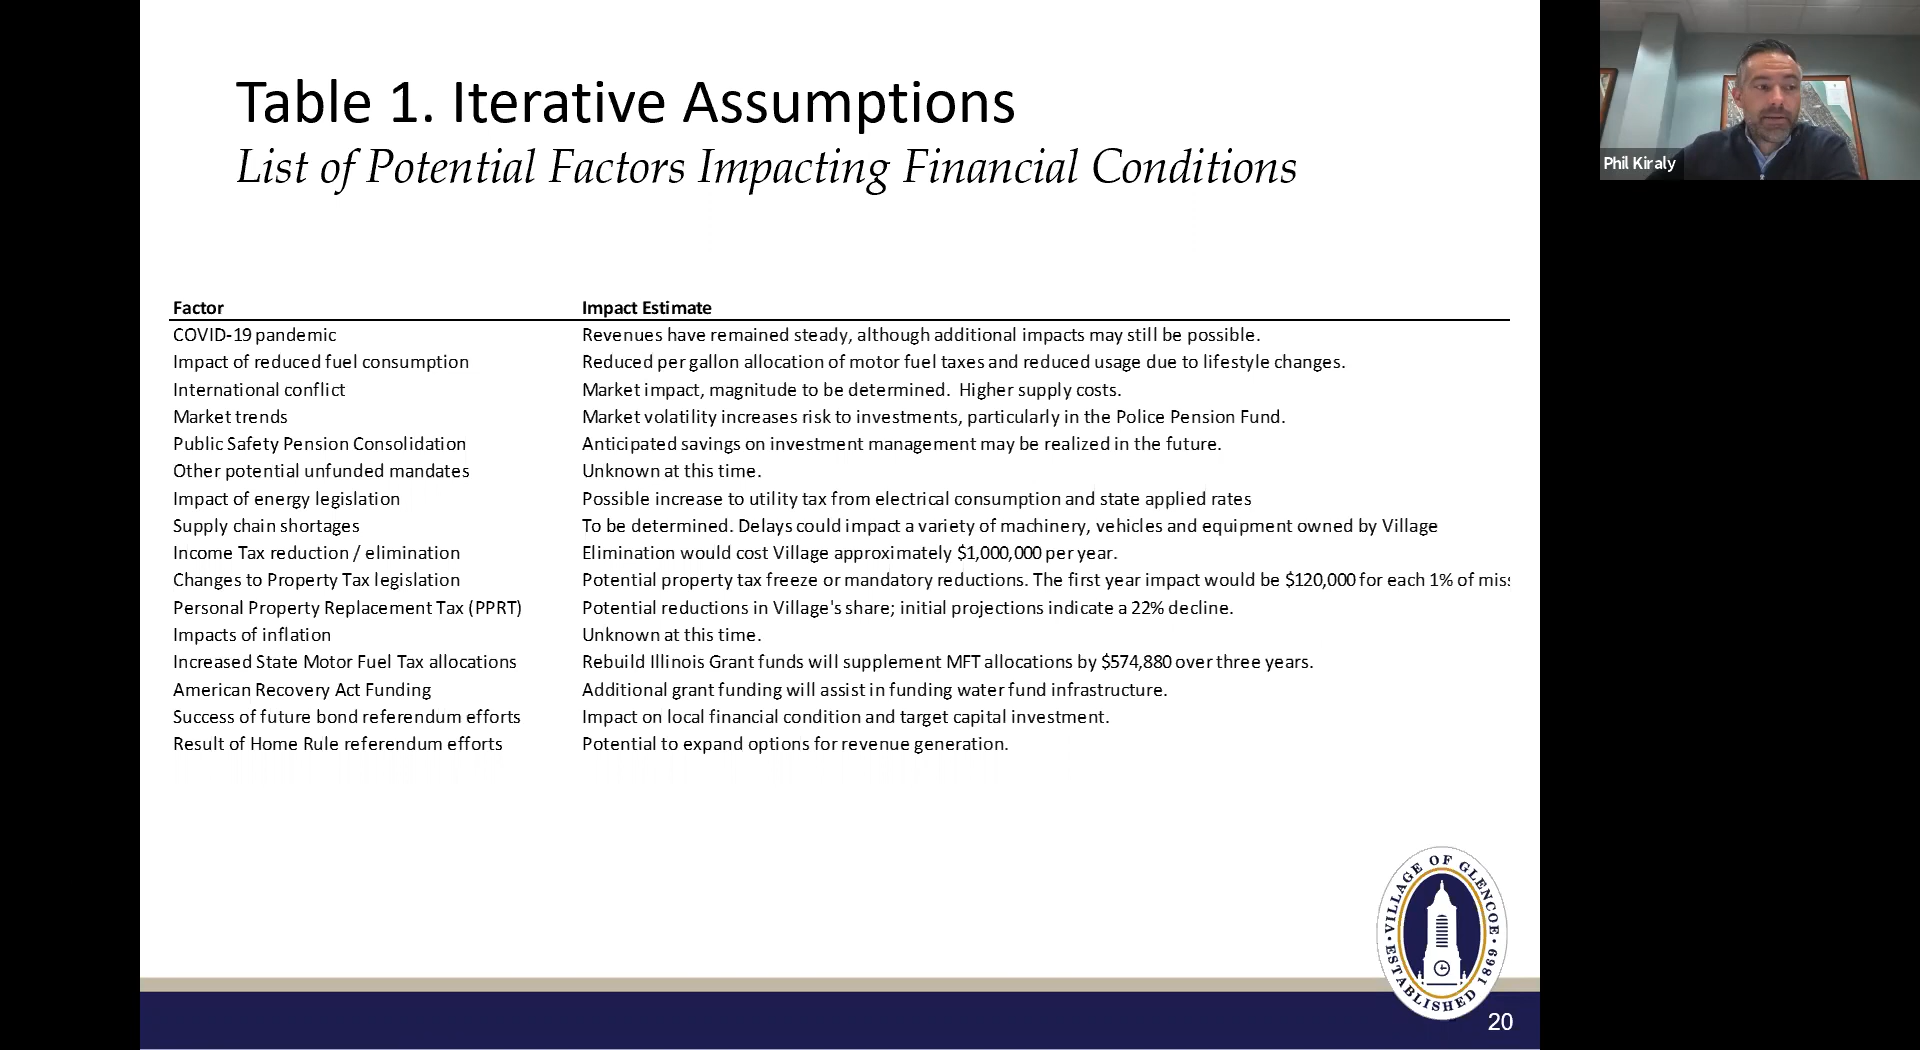 Table 1. Iterative Assumptions
List of Potential Factors Impacting Financial Conditions
Phil Kiraly
Factor Impact Estimate
COVID-19 pandemic Revenues have remained steady, although additional impacts may still be possible.
Impact of reduced fuel consumption Reduced per gallon allocation of motor fuel taxes and reduced usage due to lifestyle changes.
International conflict Market impact, magnitude to be determined.  Higher supply costs.
Market trends Market volatility increases risk to investments, particularly in the Police Pension Fund.
Public Safety Pension Consolidation Anticipated savings on investment management may be realized in the future.
Other potential unfunded mandates Unknown at this time.
Impact of energy legislation Possible increase to utility tax from electrical consumption and state applied rates
Supply chain shortages To be determined. Delays could impact a variety of machinery, vehicles and equipment owned by Village
Income Tax reduction / elimination Elimination would cost Village approximately $1,000,000 per year.
Changes to Property Tax legislation Potential property tax freeze or mandatory reductions. The first year impact would be $120,000 for each 1% of
Personal Property Replacement Tax (PPRT) Potential reductions in Village's share; initial projections indicate a 22% decline.
Impacts of inflation Unknown at this time.
Increased State Motor Fuel Tax allocations Rebuild Illinois Grant funds will supplement MFT allocations by $574,880 over three years.
American Recovery Act Funding Additional grant funding will assist in funding water fund infrastructure.
Success of future bond referendum efforts Impact on local financial condition and target capital investment.
Result of Home Rule referendum efforts Potential to expand options for revenue generation.
VILLAGE OF GLENCOE
ESTABLISHED 1869
20